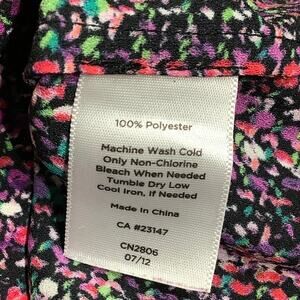 100% Polyester
Machine Wash Cold
Only Non-Chlorine
Bleach When Needed
Tumble Dry Low
Cool Iron, If Needed
Made In China
CA #23147
CN2806
07/12